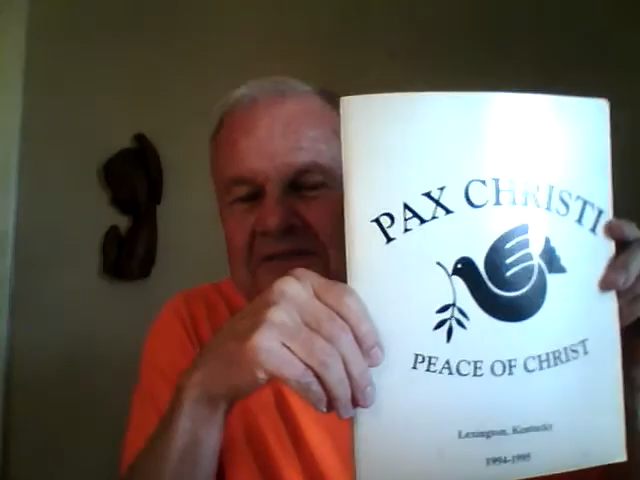 PAX CHRISTI
PEACE OF CHRIST
Lexington, Kentucky
1994-1995